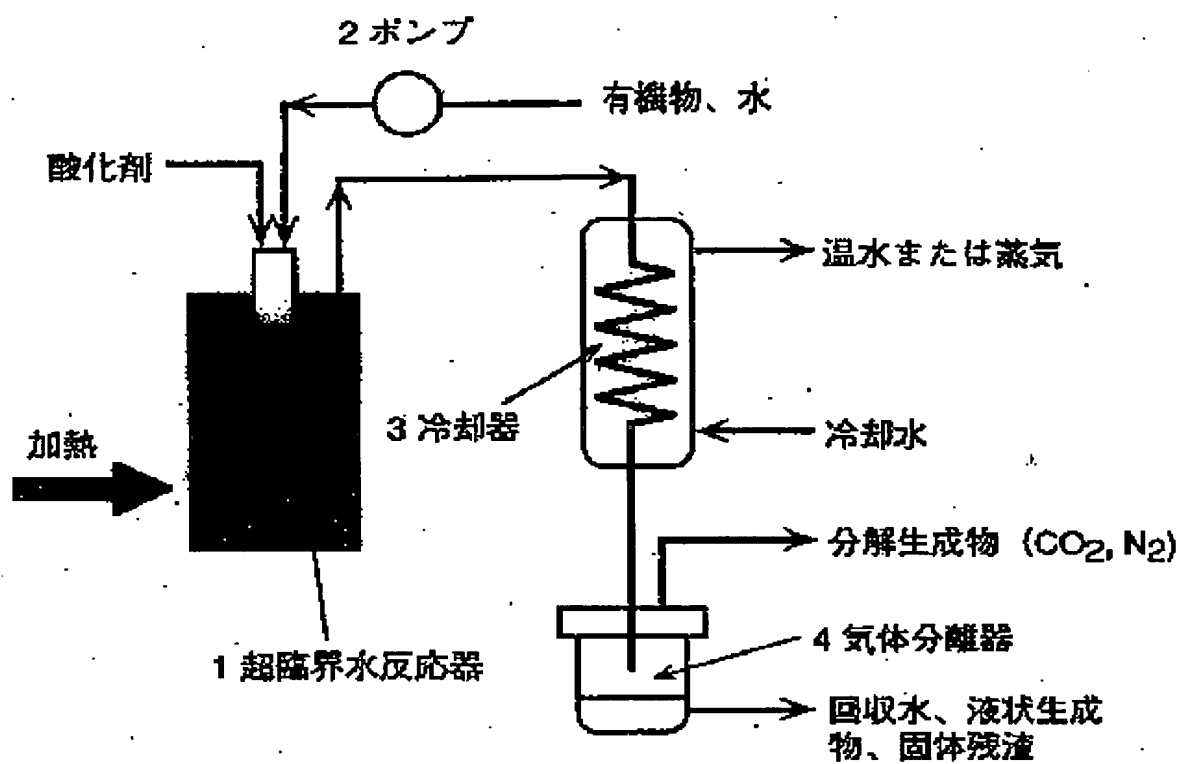 2 ポンプ
有機物、水
酸化剤
温水または蒸気
3 冷却器
冷却水
加熱
分解生成物 (CO2, N2)
4 気体分離器
1 超臨界水反応器
回収水、液状生成
物、固体残渣